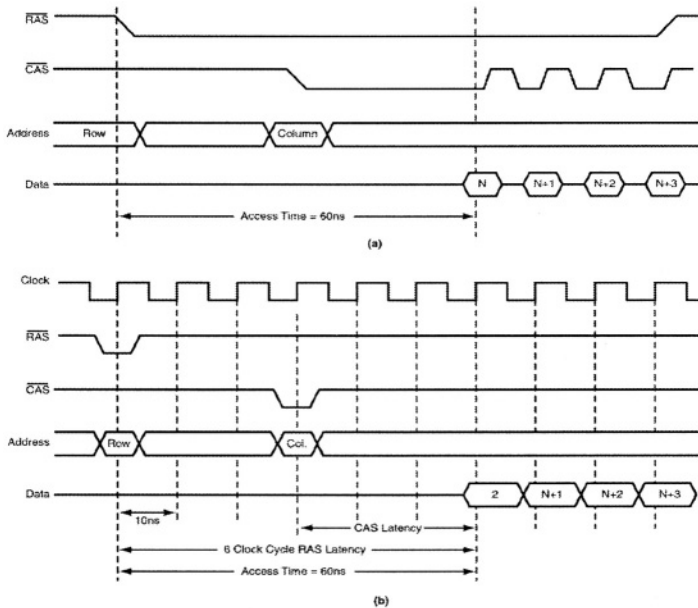 RAS
CAS
Address Row Column
Data N N+1 N+2 N+3
Access Time = 60ns
(a)
Clock
RAS
CAS
Address Row Col.
Data 2 N+1 N+2 N+3
10ns
CAS Latency
6 Clock Cycle RAS Latency
Access Time = 60ns
(b)